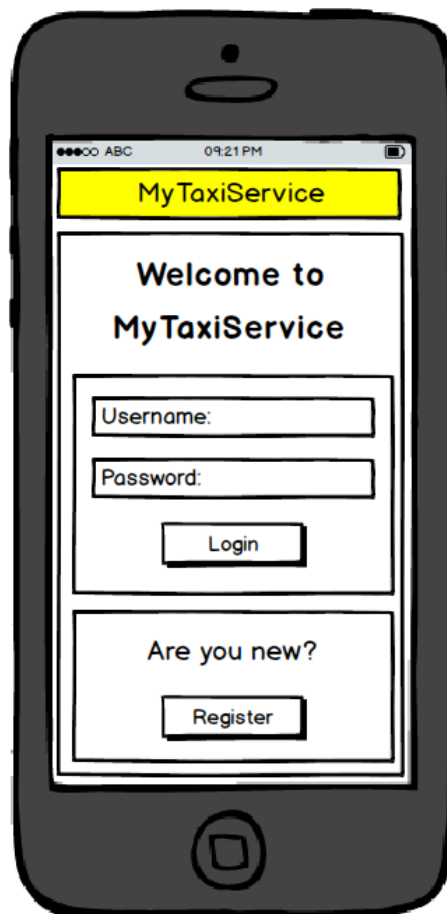 ABC 09:21 PM
MyTaxiService
Welcome to
MyTaxiService
Username:
Password:
Login
Are you new?
Register